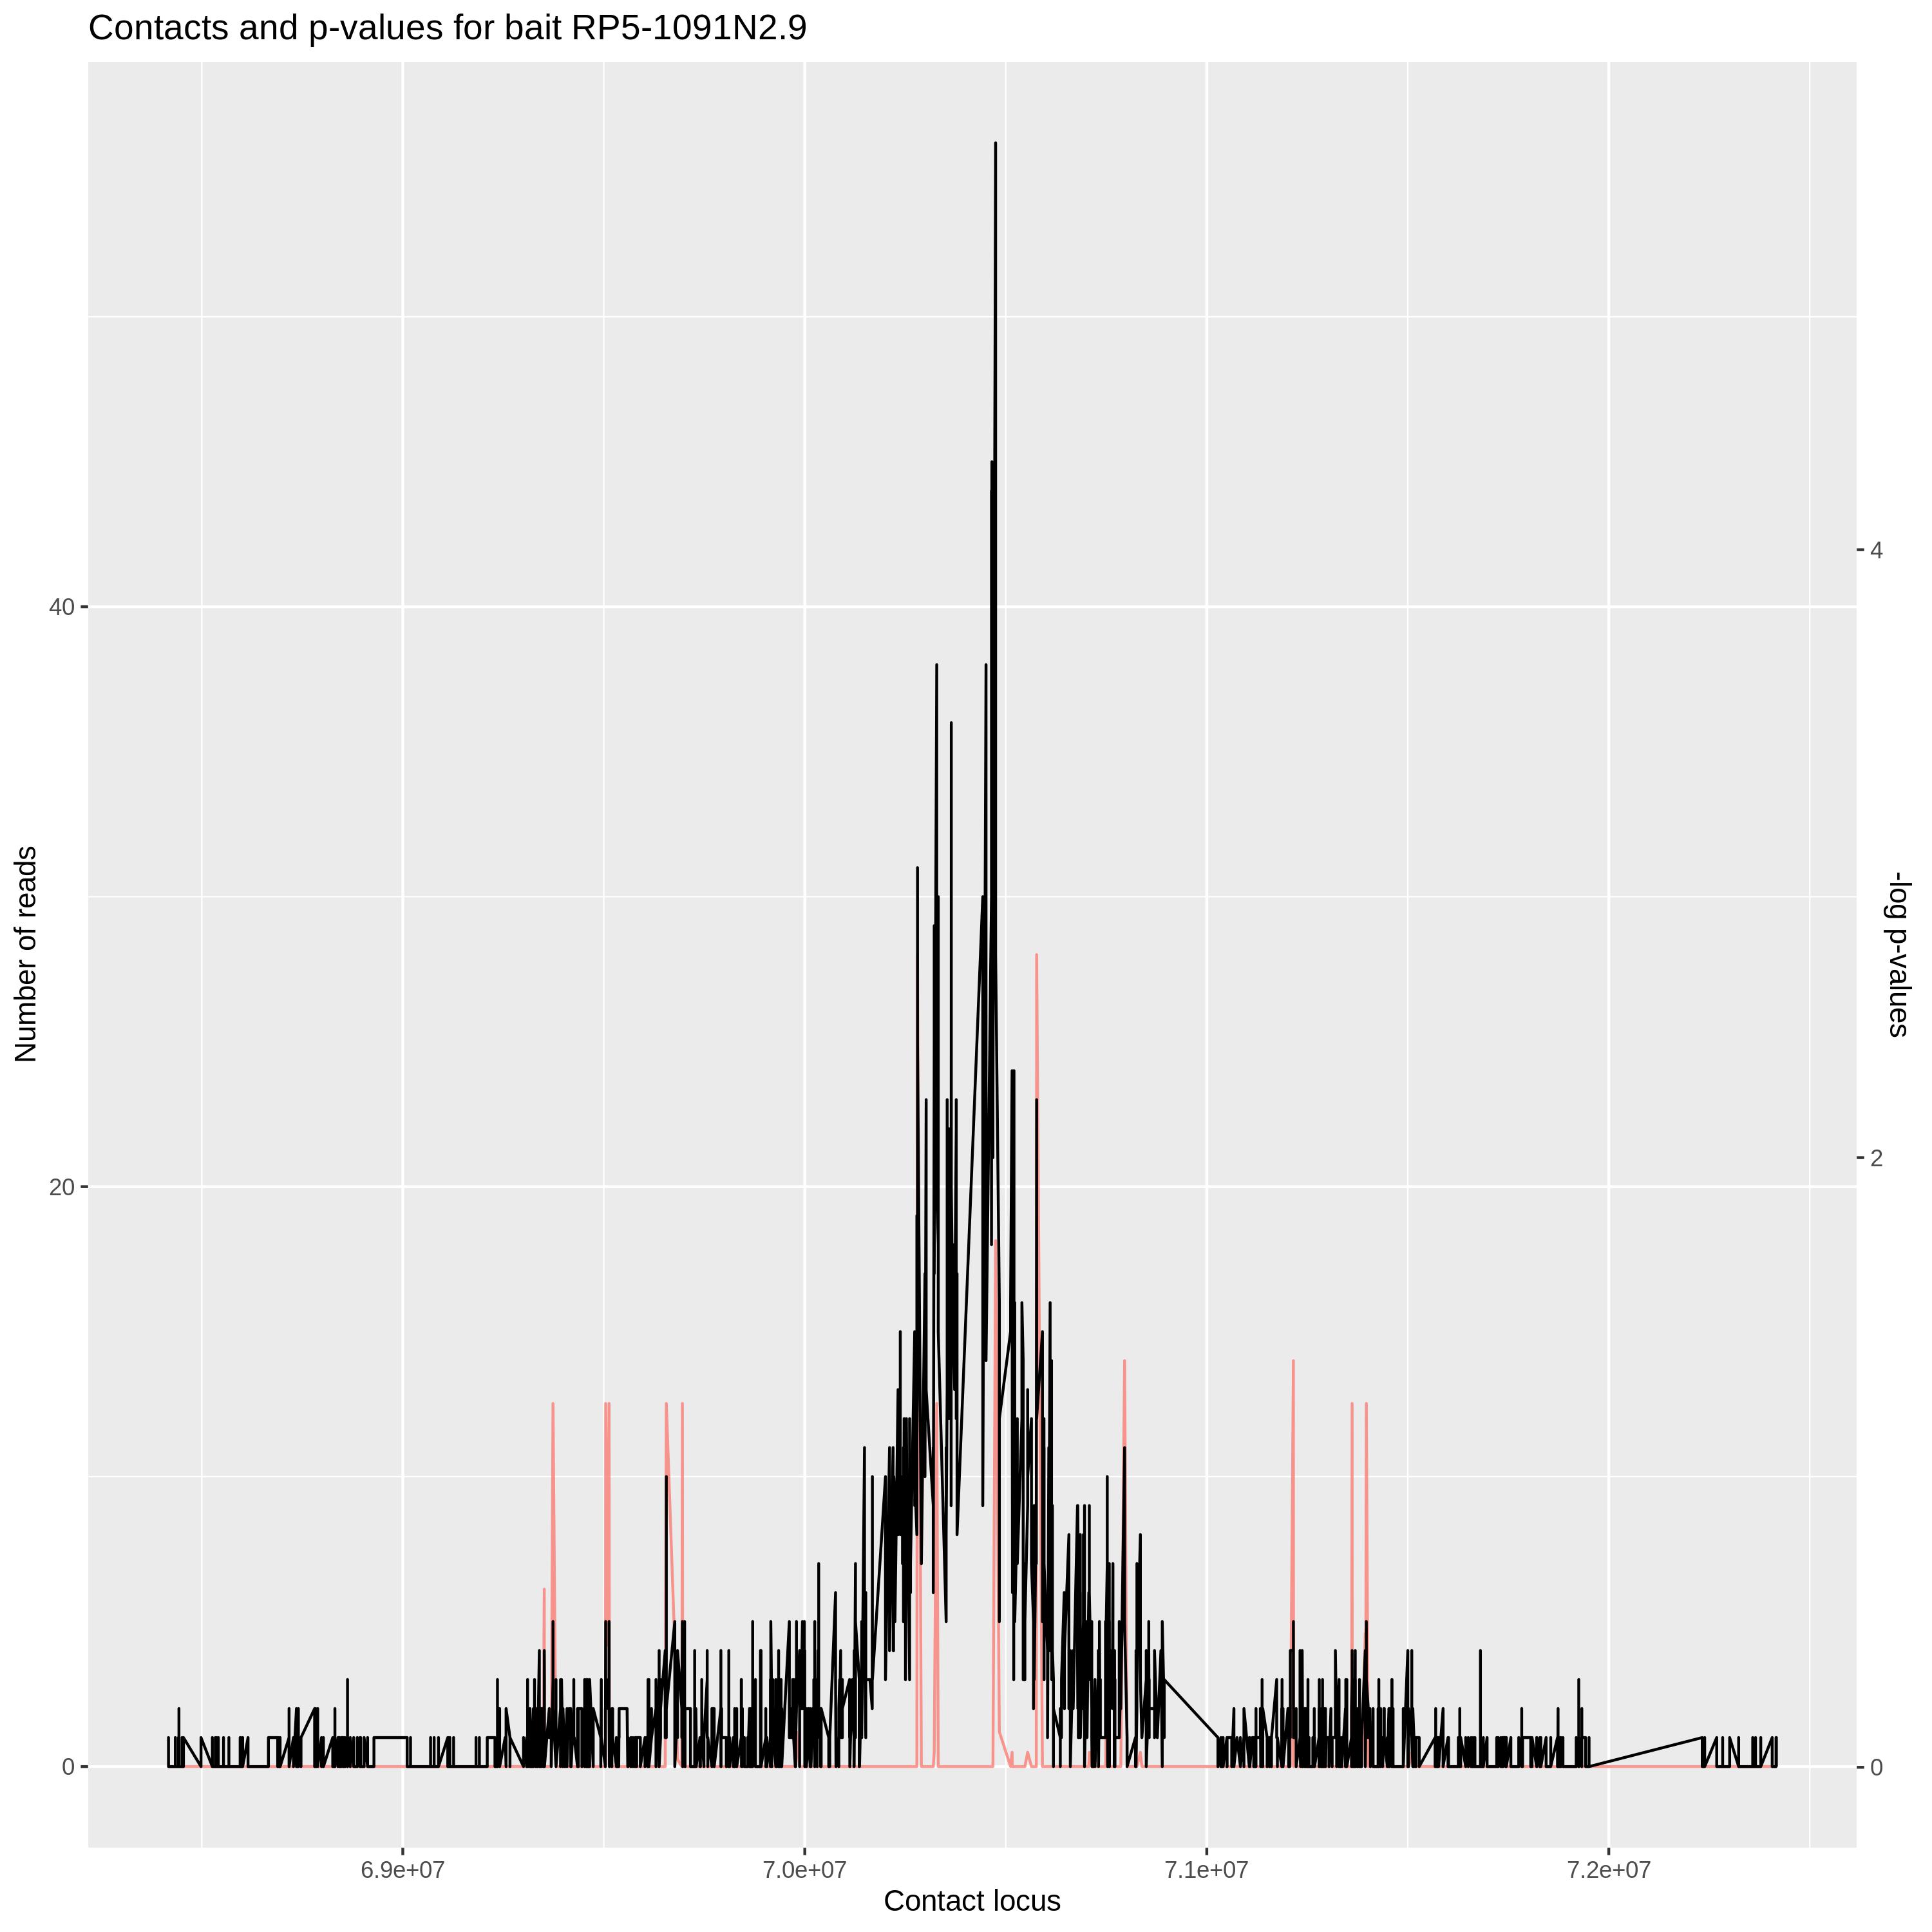 Contacts and p-values for bait RP5-1091N2.9
Number of reads
40
20
0
4
2
0
-log p-values
6.9e+07
7.0e+07
7.1e+07
7.2e+07
Contact locus